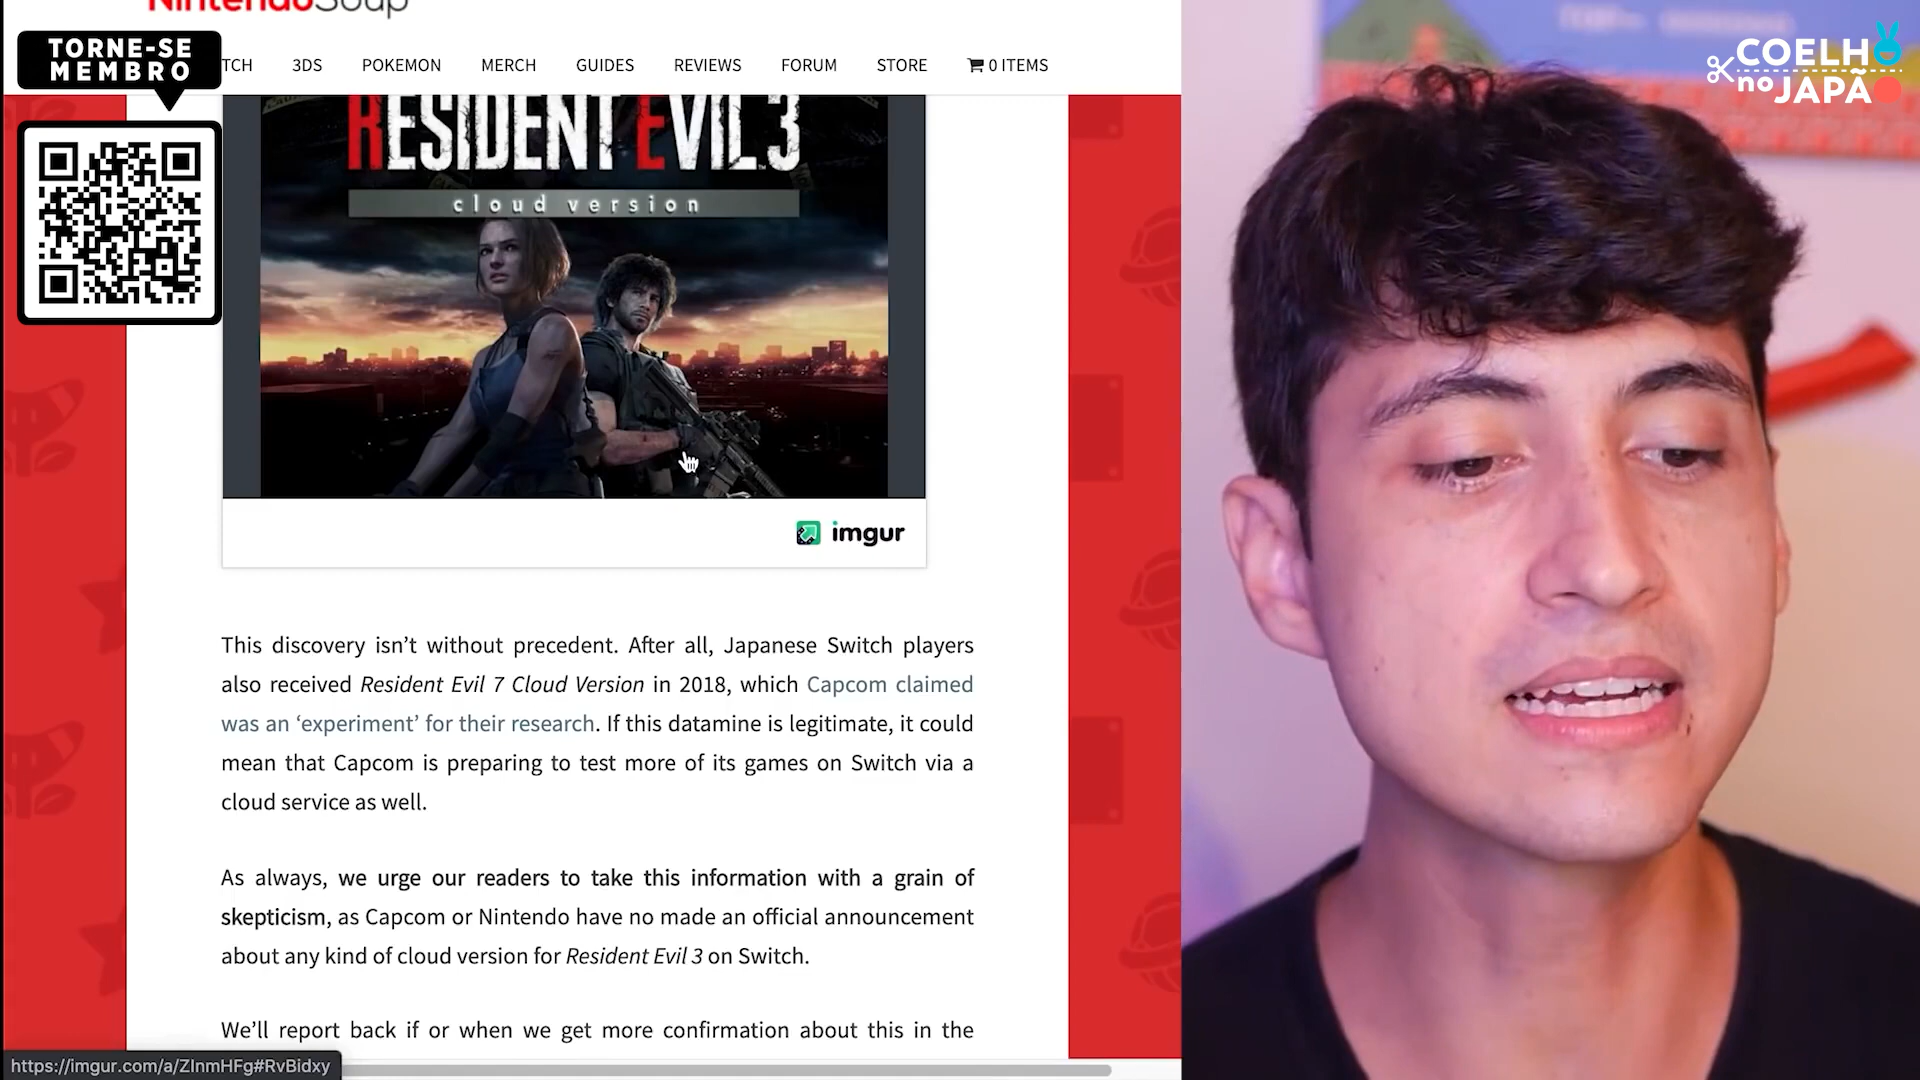 NintendoSoup
TORNE-SE
MEMBRO
TCH 3DS POKEMON MERCH GUIDES REVIEWS FORUM STORE 0 ITEMS
COELHO
no JAPÃO
RESIDENT EVIL 3
cloud version
imgur
This discovery isn’t without precedent. After all, Japanese Switch players
also received Resident Evil 7 Cloud Version in 2018, which Capcom claimed
was an ‘experiment’ for their research. If this datamine is legitimate, it could
mean that Capcom is preparing to test more of its games on Switch via a
cloud service as well.
As always, we urge our readers to take this information with a grain of
skepticism, as Capcom or Nintendo have no made an official announcement
about any kind of cloud version for Resident Evil 3 on Switch.
We’ll report back if or when we get more confirmation about this in the
https://imgur.com/a/ZInmHFg#RvBidxy